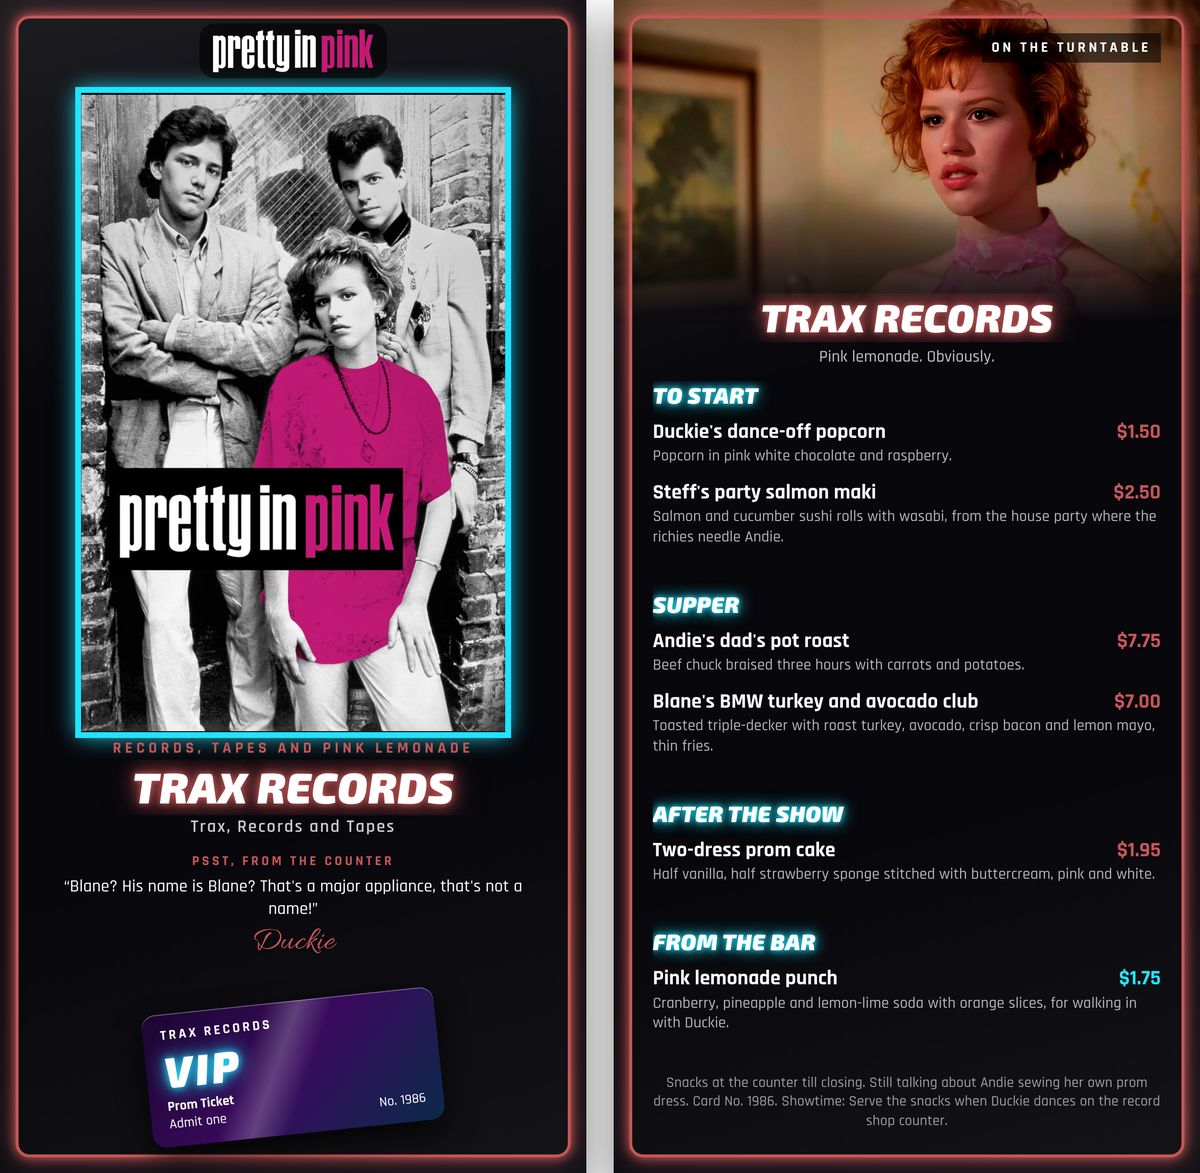 pretty in pink
pretty in pink
RECORDS, TAPES AND PINK LEMONADE
TRAX RECORDS
Trax, Records and Tapes
PSST, FROM THE COUNTER
“Blane? His name is Blane? That's a major appliance, that's not a
name!”
Duckie
TRAX RECORDS
VIP
Prom Ticket
Admit one
No. 1986
ON THE TURNTABLE
TRAX RECORDS
Pink lemonade. Obviously.
TO START
Duckie's dance-off popcorn $1.50
Popcorn in pink white chocolate and raspberry.
Steff's party salmon maki $2.50
Salmon and cucumber sushi rolls with wasabi, from the house party where the
richies needle Andie.
SUPPER
Andie's dad's pot roast $7.75
Beef chuck braised three hours with carrots and potatoes.
Blane's BMW turkey and avocado club $7.00
Toasted triple-decker with roast turkey, avocado, crisp bacon and lemon mayo,
thin fries.
AFTER THE SHOW
Two-dress prom cake $1.95
Half vanilla, half strawberry sponge stitched with buttercream, pink and white.
FROM THE BAR
Pink lemonade punch $1.75
Cranberry, pineapple and lemon-lime soda with orange slices, for walking in
with Duckie.
Snacks at the counter till closing. Still talking about Andie sewing her own prom
dress. Card No. 1986. Showtime: Serve the snacks when Duckie dances on the record
shop counter.